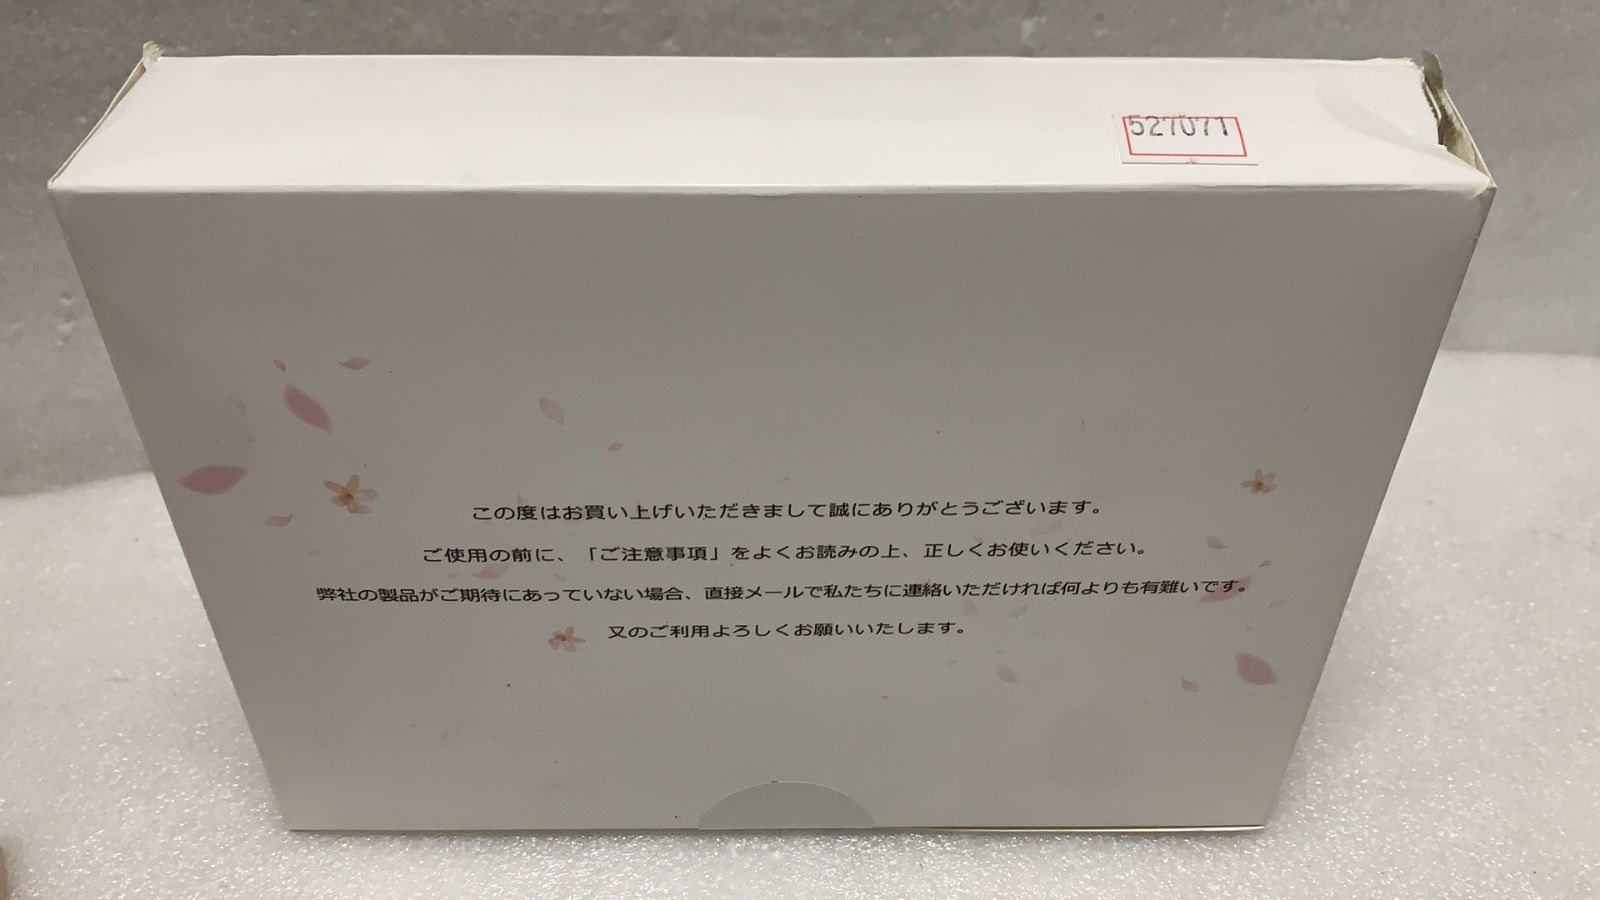 527071
この度はお買い上げいただきまして誠にありがとうございます。
ご使用の前に、「ご注意事項」をよくお読みの上、正しくお使いください。
弊社の製品がご期待にあっていない場合、直接メールで私たちに連絡いただければ何よりも有難いです。
又のご利用よろしくお願いいたします。